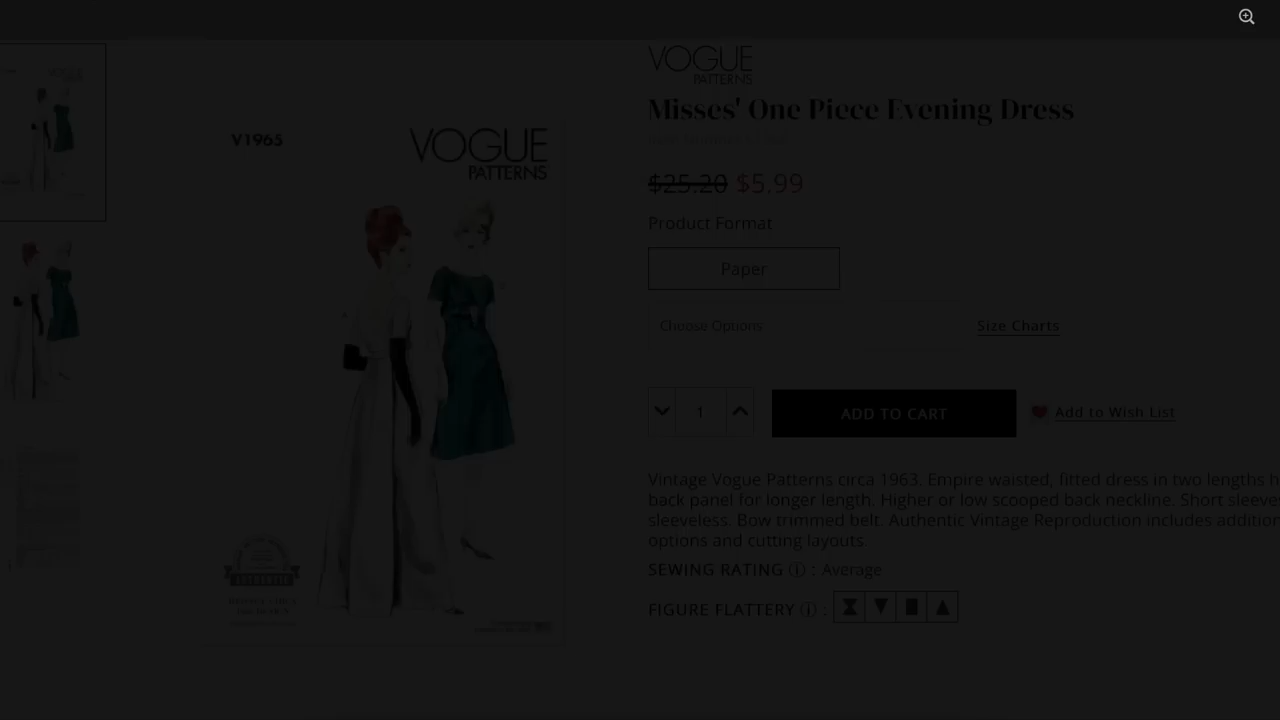 VOGUE
PATTERNS
Misses' One Piece Evening Dress
V1965
VOGUE
PATTERNS
$25.20 $5.99
Product Format
Paper
Choose Options
Size Charts
1
ADD TO CART
Add to Wish List
Vintage Vogue Patterns circa 1963. Empire waisted, fitted dress in two lengths h
back panel for longer length. Higher or low scooped back neckline. Short sleeve
sleeveless. Bow trimmed belt. Authentic Vintage Reproduction includes addition
options and cutting layouts
SEWING RATING ⓘ : Average
FIGURE FLATTERY ⓘ :
AUTHENTIC